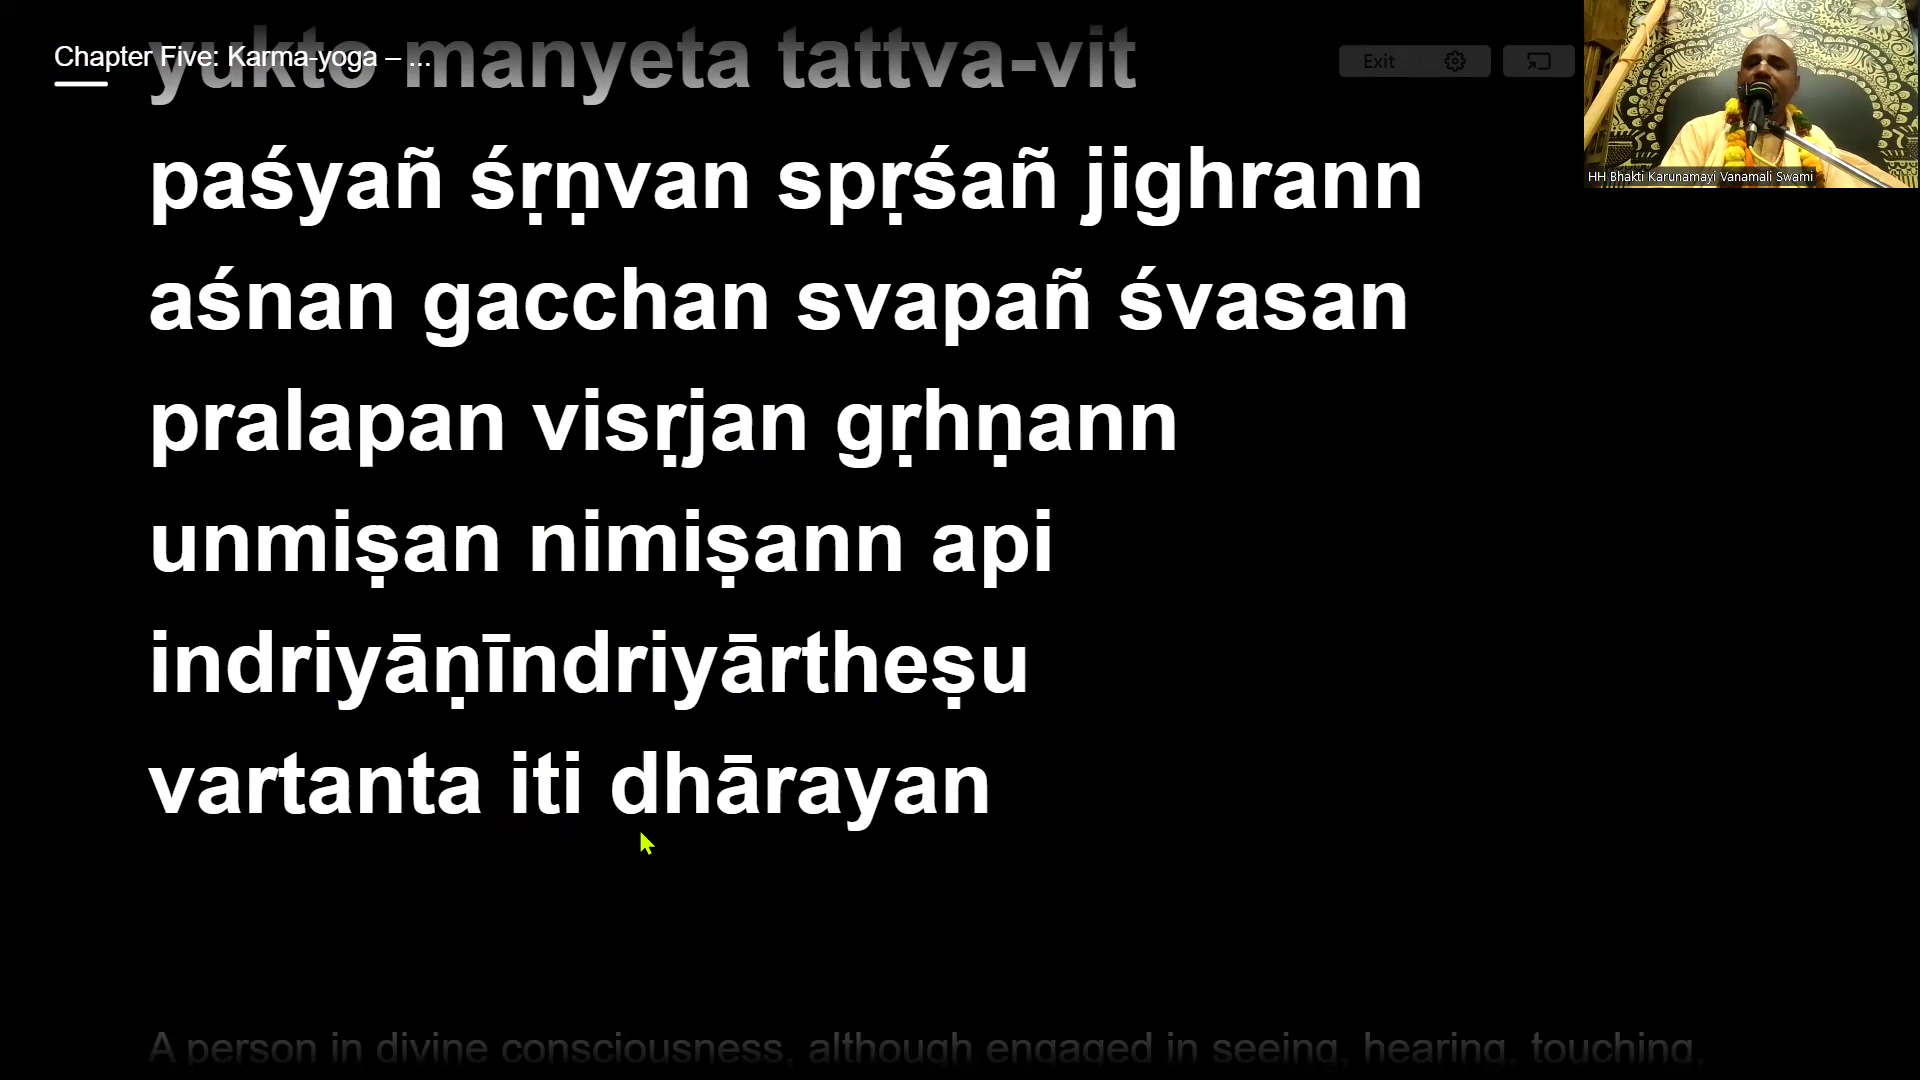 yukto manyeta tattva-vit
Chapter Five: Karma-yoga – ...
Exit
paśyañ śṛṇvan spṛśañ jighrann
HH Bhakti Karunamayi Vanamali Swami
aśnan gacchan svapañ śvasan
pralapan visṛjan gṛhṇann
unmiṣan nimiṣann api
indriyāṇīndriyārtheṣu
vartanta iti dhārayan
A person in divine consciousness, although engaged in seeing, hearing, touching,